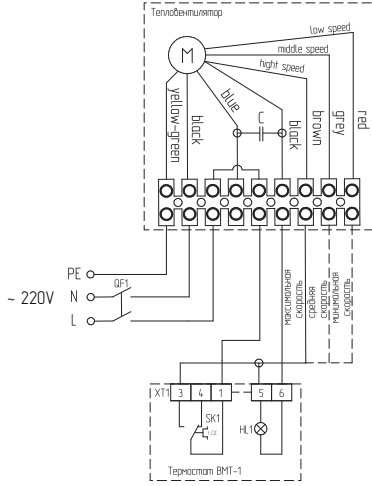 Тепловентилятор
low speed
middle speed
hight speed
M
yellow-green
black
blue
C
black
brown
grey
red
PE
QF1
~ 220V
N
L
максимальная
скорость
средняя
скорость
минимальная
скорость
XT1
3
4
1
5
6
SK1
HL1
Термостат ВМТ-1